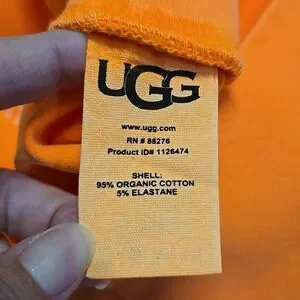 UGG
www.ugg.com
RN # 88276
Product ID# 1126474
SHELL:
95% ORGANIC COTTON
5% ELASTANE